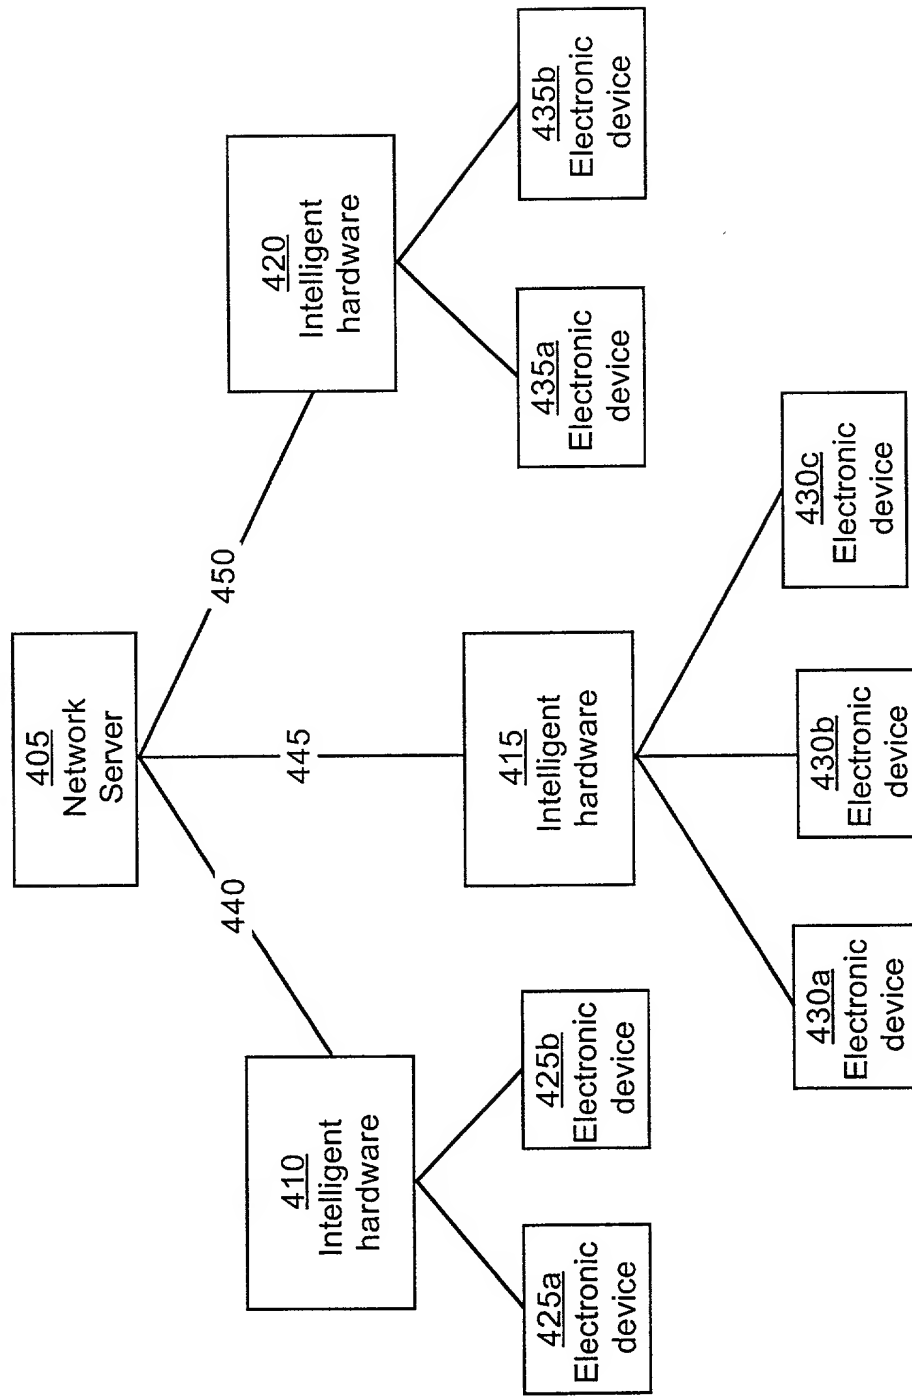 405
Network
Server
440
445
450
410
Intelligent
hardware
415
Intelligent
hardware
420
Intelligent
hardware
425a
Electronic
device
425b
Electronic
device
430a
Electronic
device
430b
Electronic
device
430c
Electronic
device
435a
Electronic
device
435b
Electronic
device